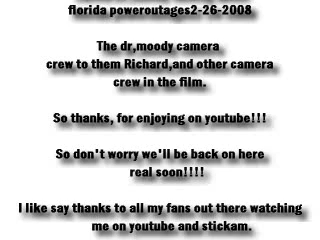 florida poweroutages2-26-2008
The dr,moody camera
crew to them Richard,and other camera
crew in the film.
So thanks, for enjoying on youtube!!!
So don't worry we'll be back on here
real soon!!!!
I like say thanks to all my fans out there watching
me on youtube and stickam.